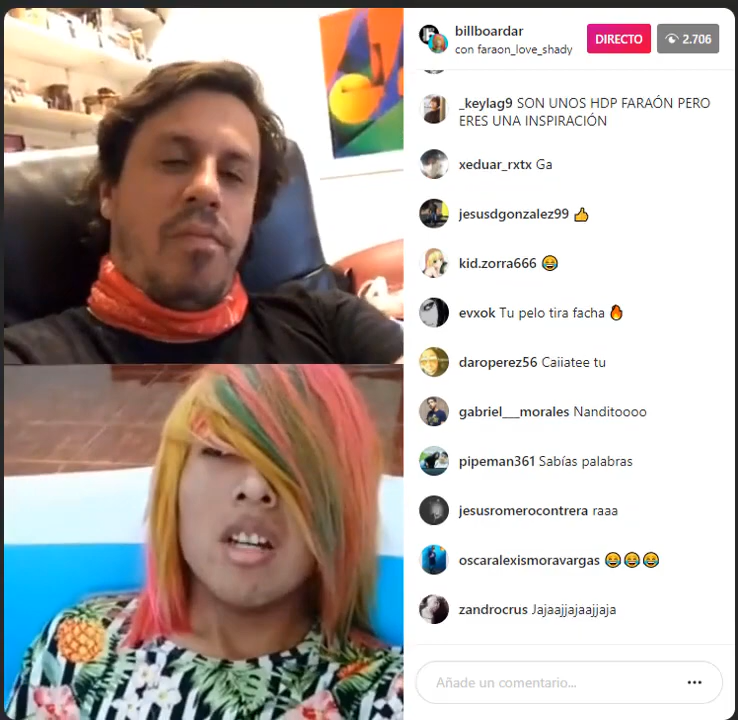 billboardar
con faraon_love_shady
DIRECTO
2.706
_keylag9 SON UNOS HDP FARAÓN PERO
ERES UNA INSPIRACIÓN
xeduar_rxtx Ga
jesusdgonzalez99 👍
kid.zorra666 😂
evxok Tu pelo tira facha 🔥
daroperez56 Caiiatee tu
gabriel___morales Nanditoooo
pipeman361 Sabías palabras
jesusromerocontrera raaa
oscaralexismoravargas 😂😂😂
zandrocrus Jajaajjajaajjaja
Añade un comentario...